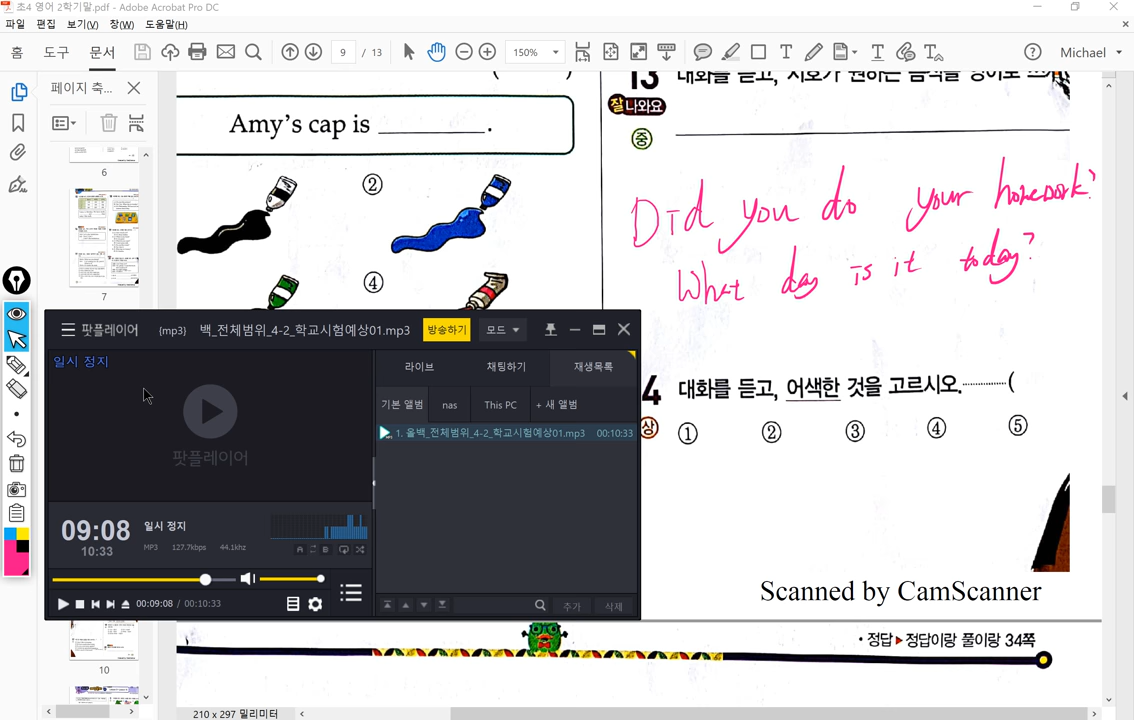 초4 영어 2학기말.pdf - Adobe Acrobat Pro DC
파일 편집 보기(V) 창(W) 도움말(H)
홈 도구 문서 9 / 13 150% Michael
페이지 축...
6
7
10
잘나와요
중
Amy's cap is .
② ④
Did you do your homework?
What day is it today?
4 대화를 듣고, 어색한 것을 고르시오. (
상 ① ② ③ ④ ⑤
팟플레이어 {mp3} 백_전체범위_4-2_학교시험예상01.mp3 방송하기 모드
일시 정지
팟플레이어
라이브 채팅하기 재생목록
기본 앨범 nas This PC + 새 앨범
1. 올백_전체범위_4-2_학교시험예상01.mp3 00:10:33
09:08 일시 정지
10:33 MP3 127.7kbps 44.1khz
A B
00:09:08 / 00:10:33
추가 삭제
Scanned by CamScanner
• 정답▶정답이랑 풀이랑 34쪽
210 x 297 밀리미터